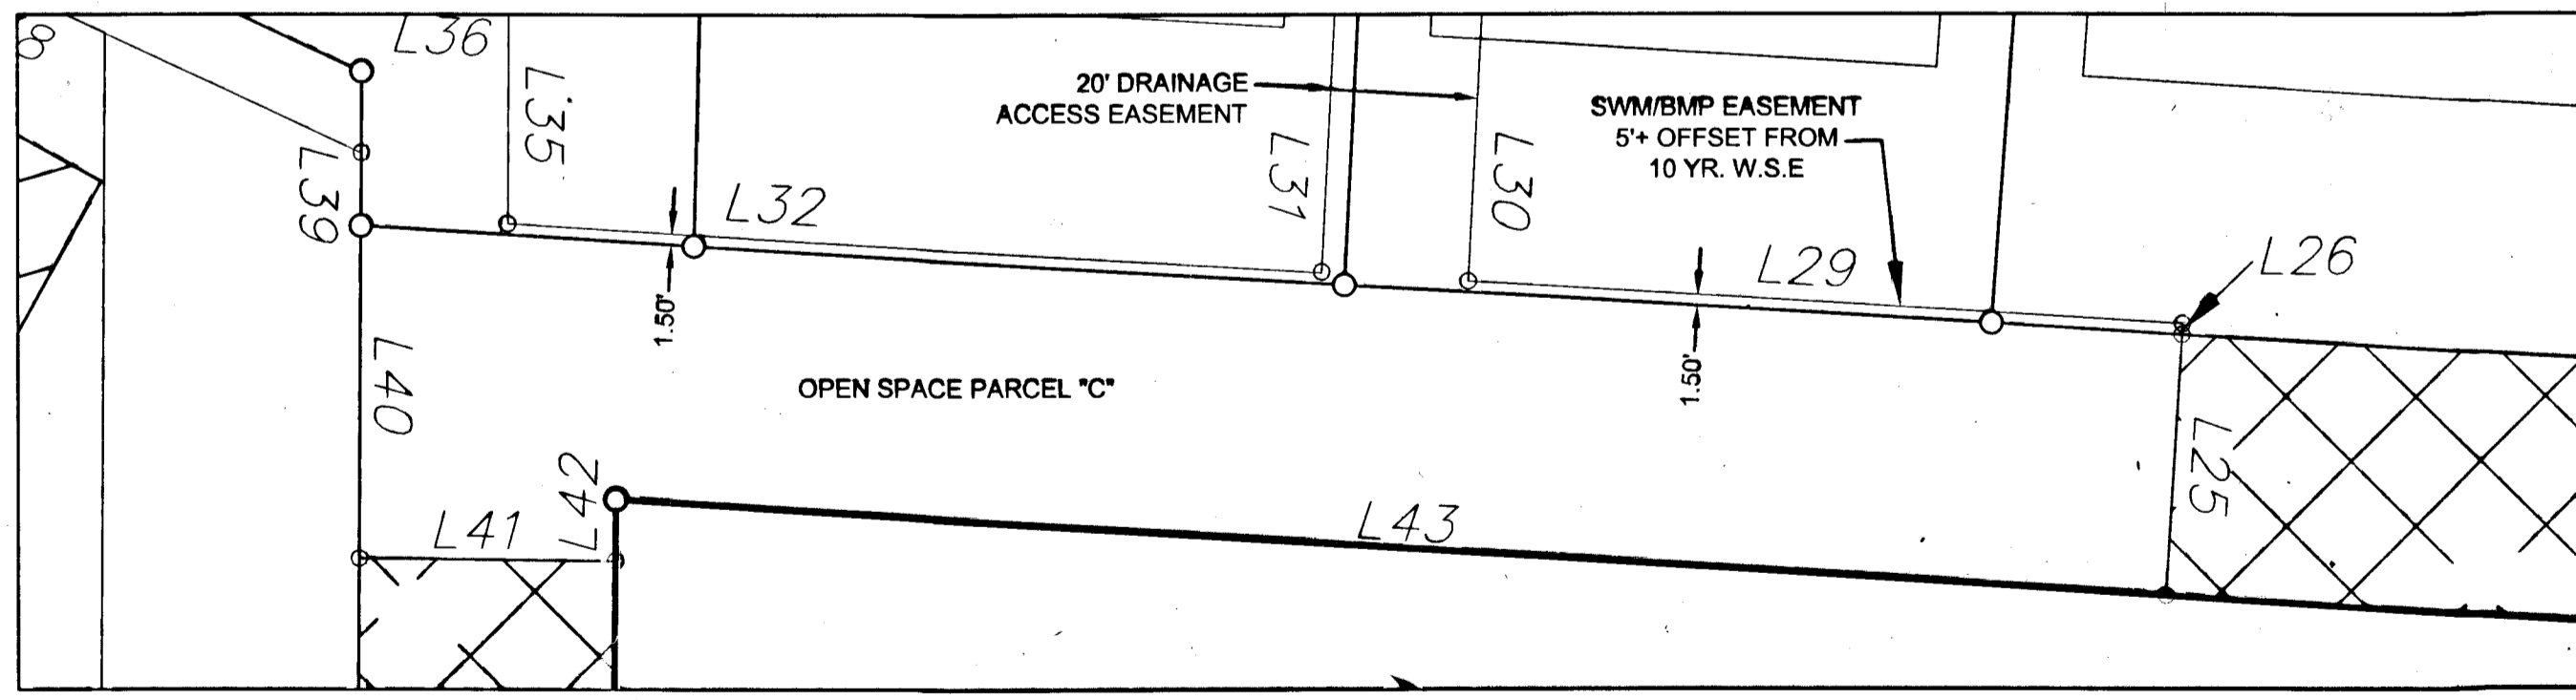 8
L36
L35
20' DRAINAGE
ACCESS EASEMENT
SWM/BMP EASEMENT
5'+ OFFSET FROM
10 YR. W.S.E
L39
L32
L31
L30
L29
L26
1.50'
1.50'
L40
OPEN SPACE PARCEL "C"
L25
L42
L41
L43